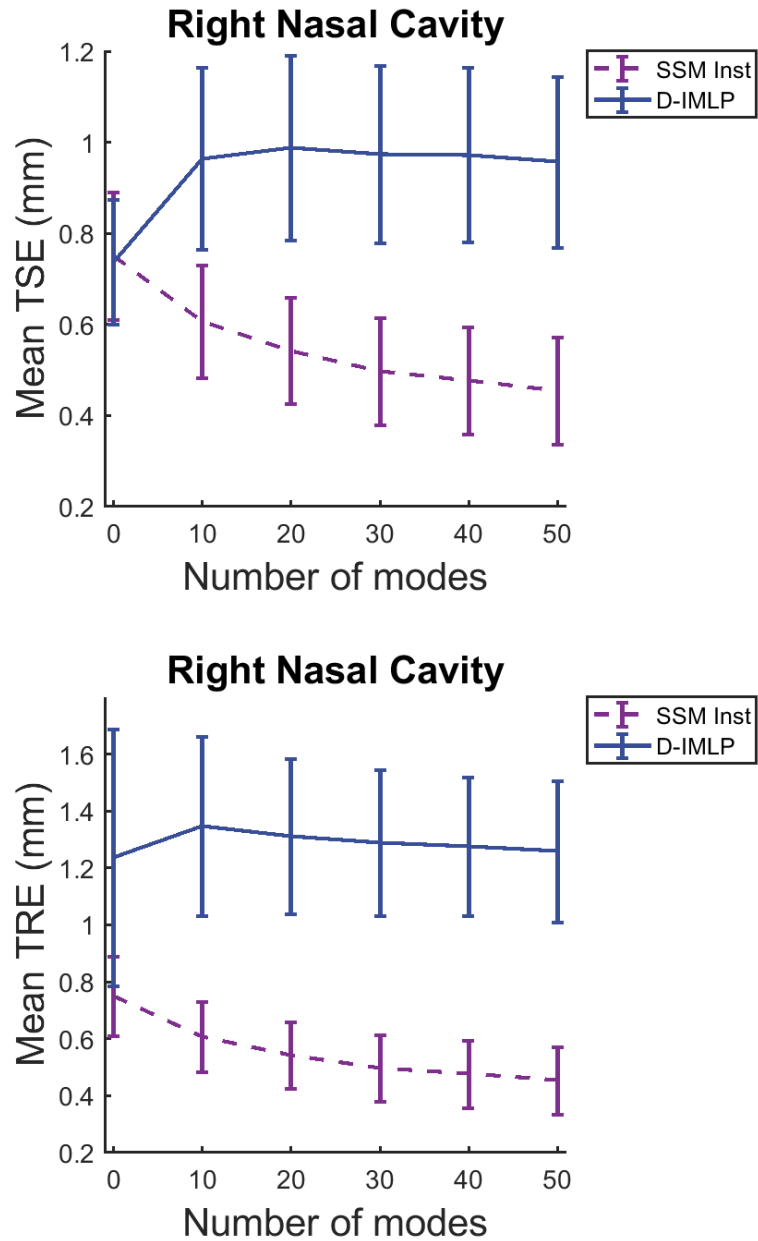 Right Nasal Cavity
1.2
1
0.8
0.6
0.4
0.2
Mean TSE (mm)
0 10 20 30 40 50
Number of modes
SSM Inst
D-IMLP
Right Nasal Cavity
1.6
1.4
1.2
1
0.8
0.6
0.4
0.2
Mean TRE (mm)
0 10 20 30 40 50
Number of modes
SSM Inst
D-IMLP